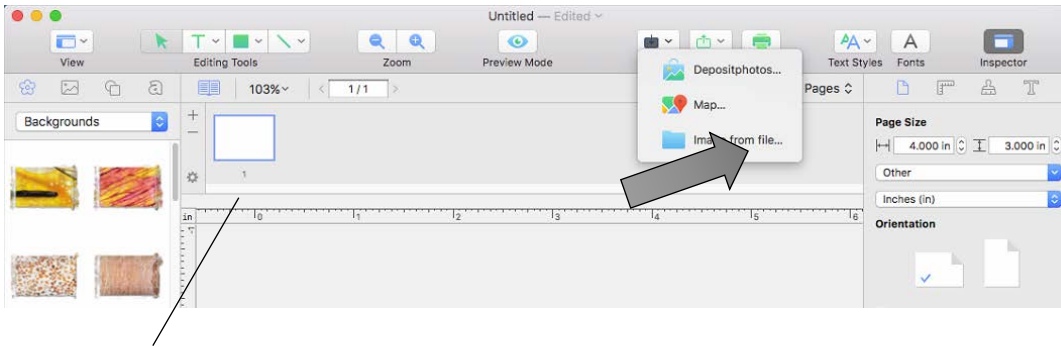 Untitled — Edited
View
Editing Tools
Zoom
Preview Mode
Text Styles
Fonts
Inspector
103%
1 / 1
Pages
Depositphotos...
Map...
Image from file...
Backgrounds
1
Page Size
4.000 in
3.000 in
Other
Inches (in)
Orientation
in
0 1 2 3 4 5 6